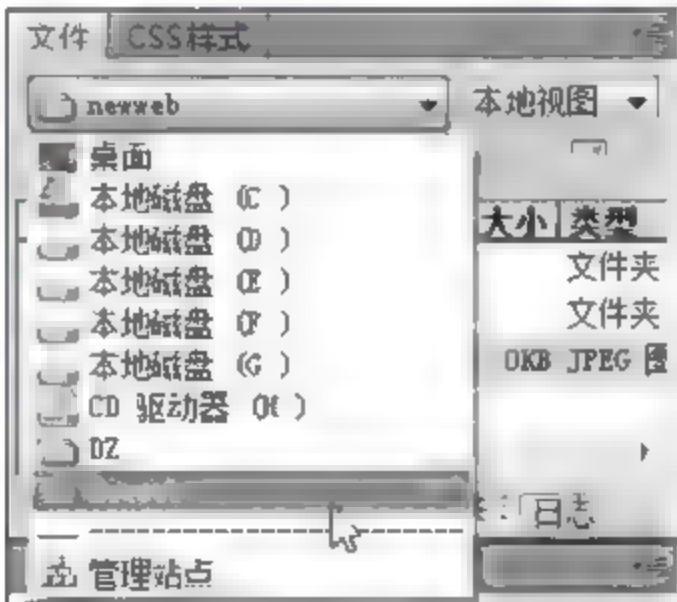 文件 CSS样式
newweb 本地视图
桌面
本地磁盘 (C )
本地磁盘 (D ) 大小 类型
本地磁盘 (E ) 文件夹
本地磁盘 (F ) 文件夹
本地磁盘 (G ) 0KB JPEG 图
CD 驱动器 (H )
DZ
日志
管理站点